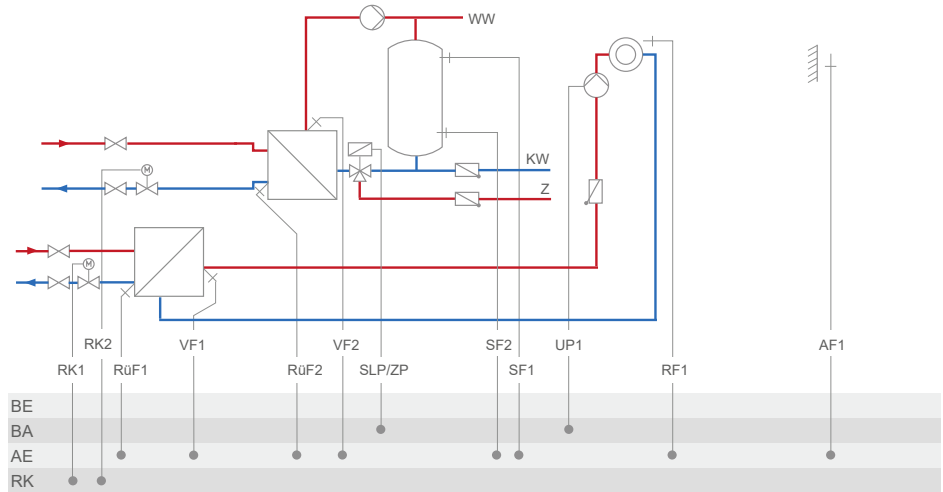 WW
KW
Z
M
M
RK2 VF1 VF2 SF2 UP1 AF1
RK1 RüF1 RüF2 SLP/ZP SF1 RF1
BE
BA
AE
RK